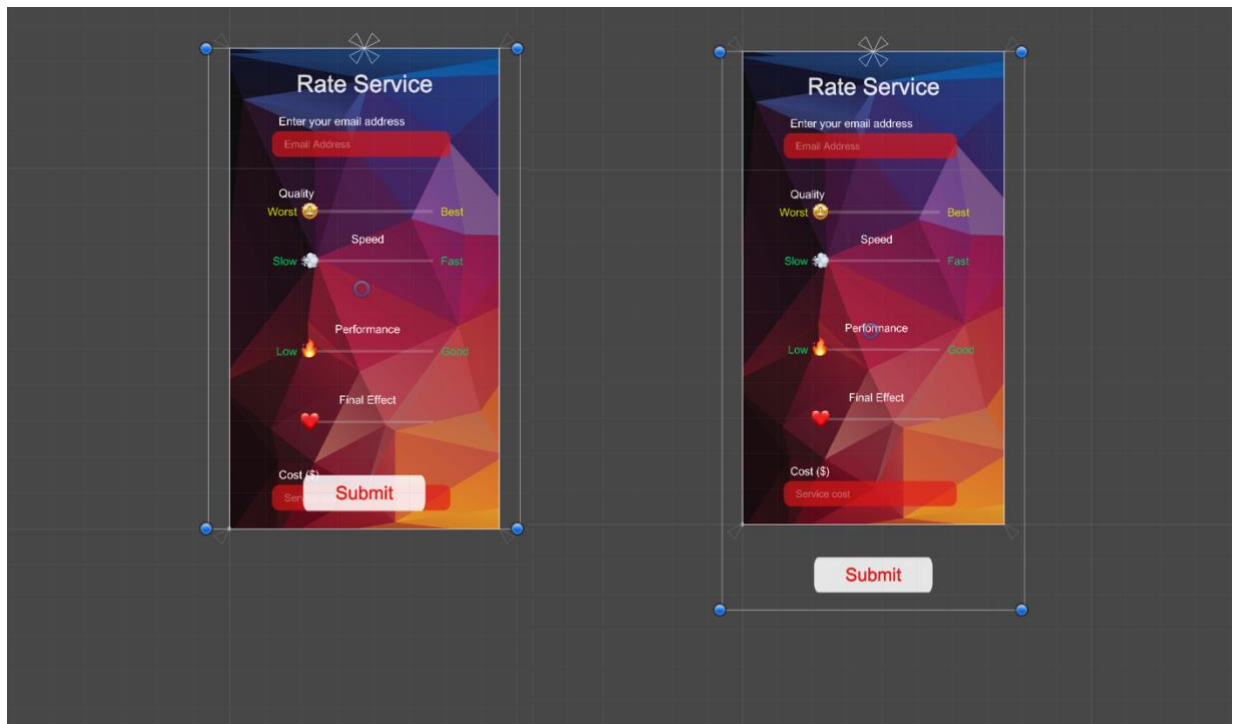 Rate Service
Enter your email address
Email Address
Quality
Worst Best
Speed
Slow Fast
Performance
Low Good
Final Effect
Cost ($)
Ser
Submit
Rate Service
Enter your email address
Email Address
Quality
Worst Best
Speed
Slow Fast
Performance
Low Good
Final Effect
Cost ($)
Service cost
Submit